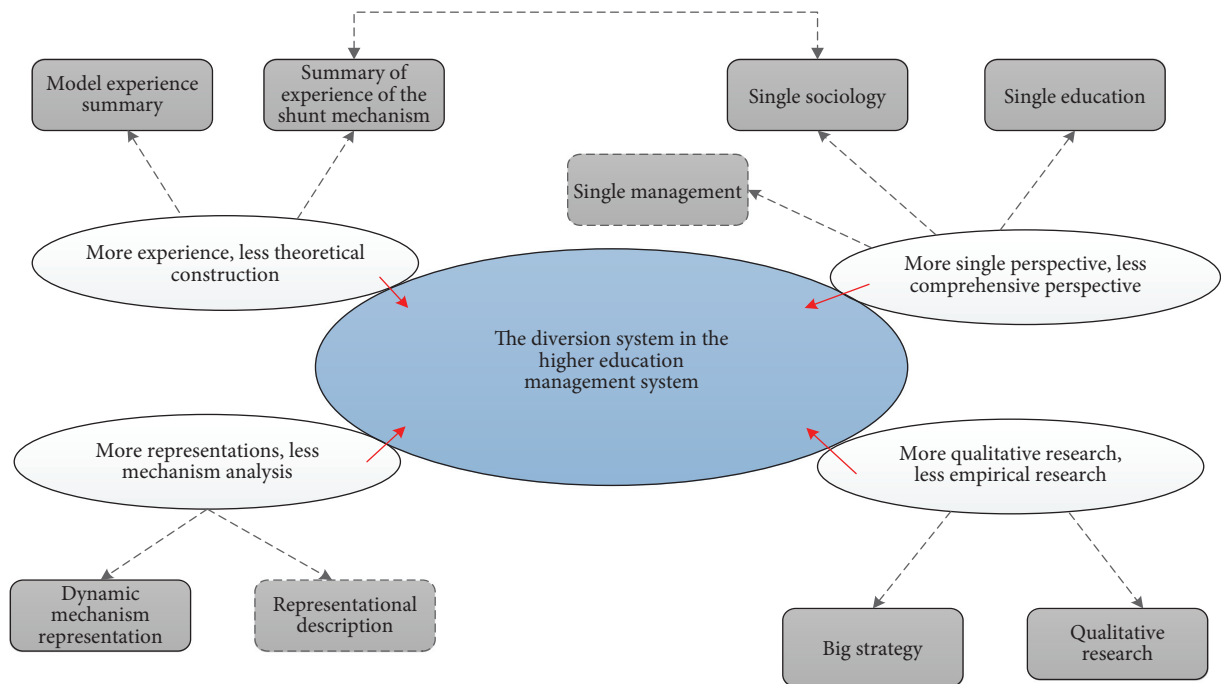 Model experience
summary
Summary of
experience of the
shunt mechanism
Single sociology
Single education
Single management
More experience, less theoretical
construction
More single perspective, less
comprehensive perspective
The diversion system in the
higher education
management system
More representations, less
mechanism analysis
More qualitative research,
less empirical research
Dynamic
mechanism
representation
Representational
description
Big strategy
Qualitative
research